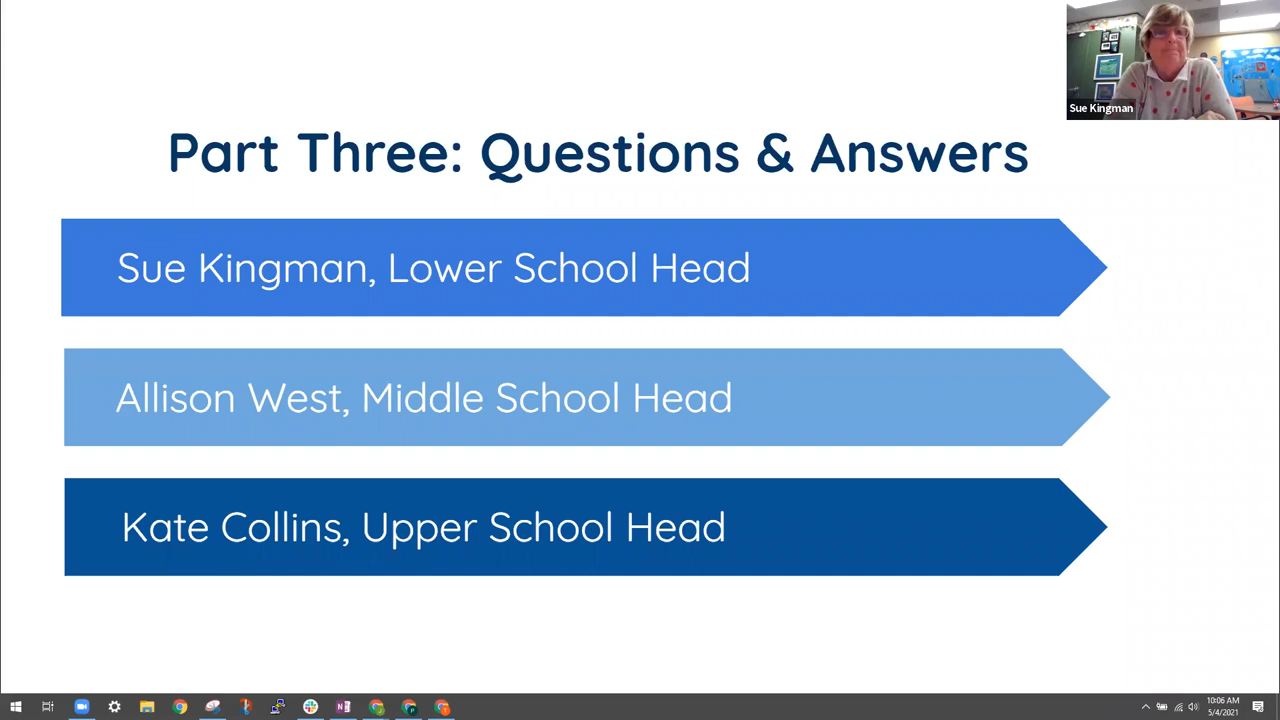 Sue Kingman
Part Three: Questions & Answers
Sue Kingman, Lower School Head
Allison West, Middle School Head
Kate Collins, Upper School Head
10:06 AM
5/4/2021